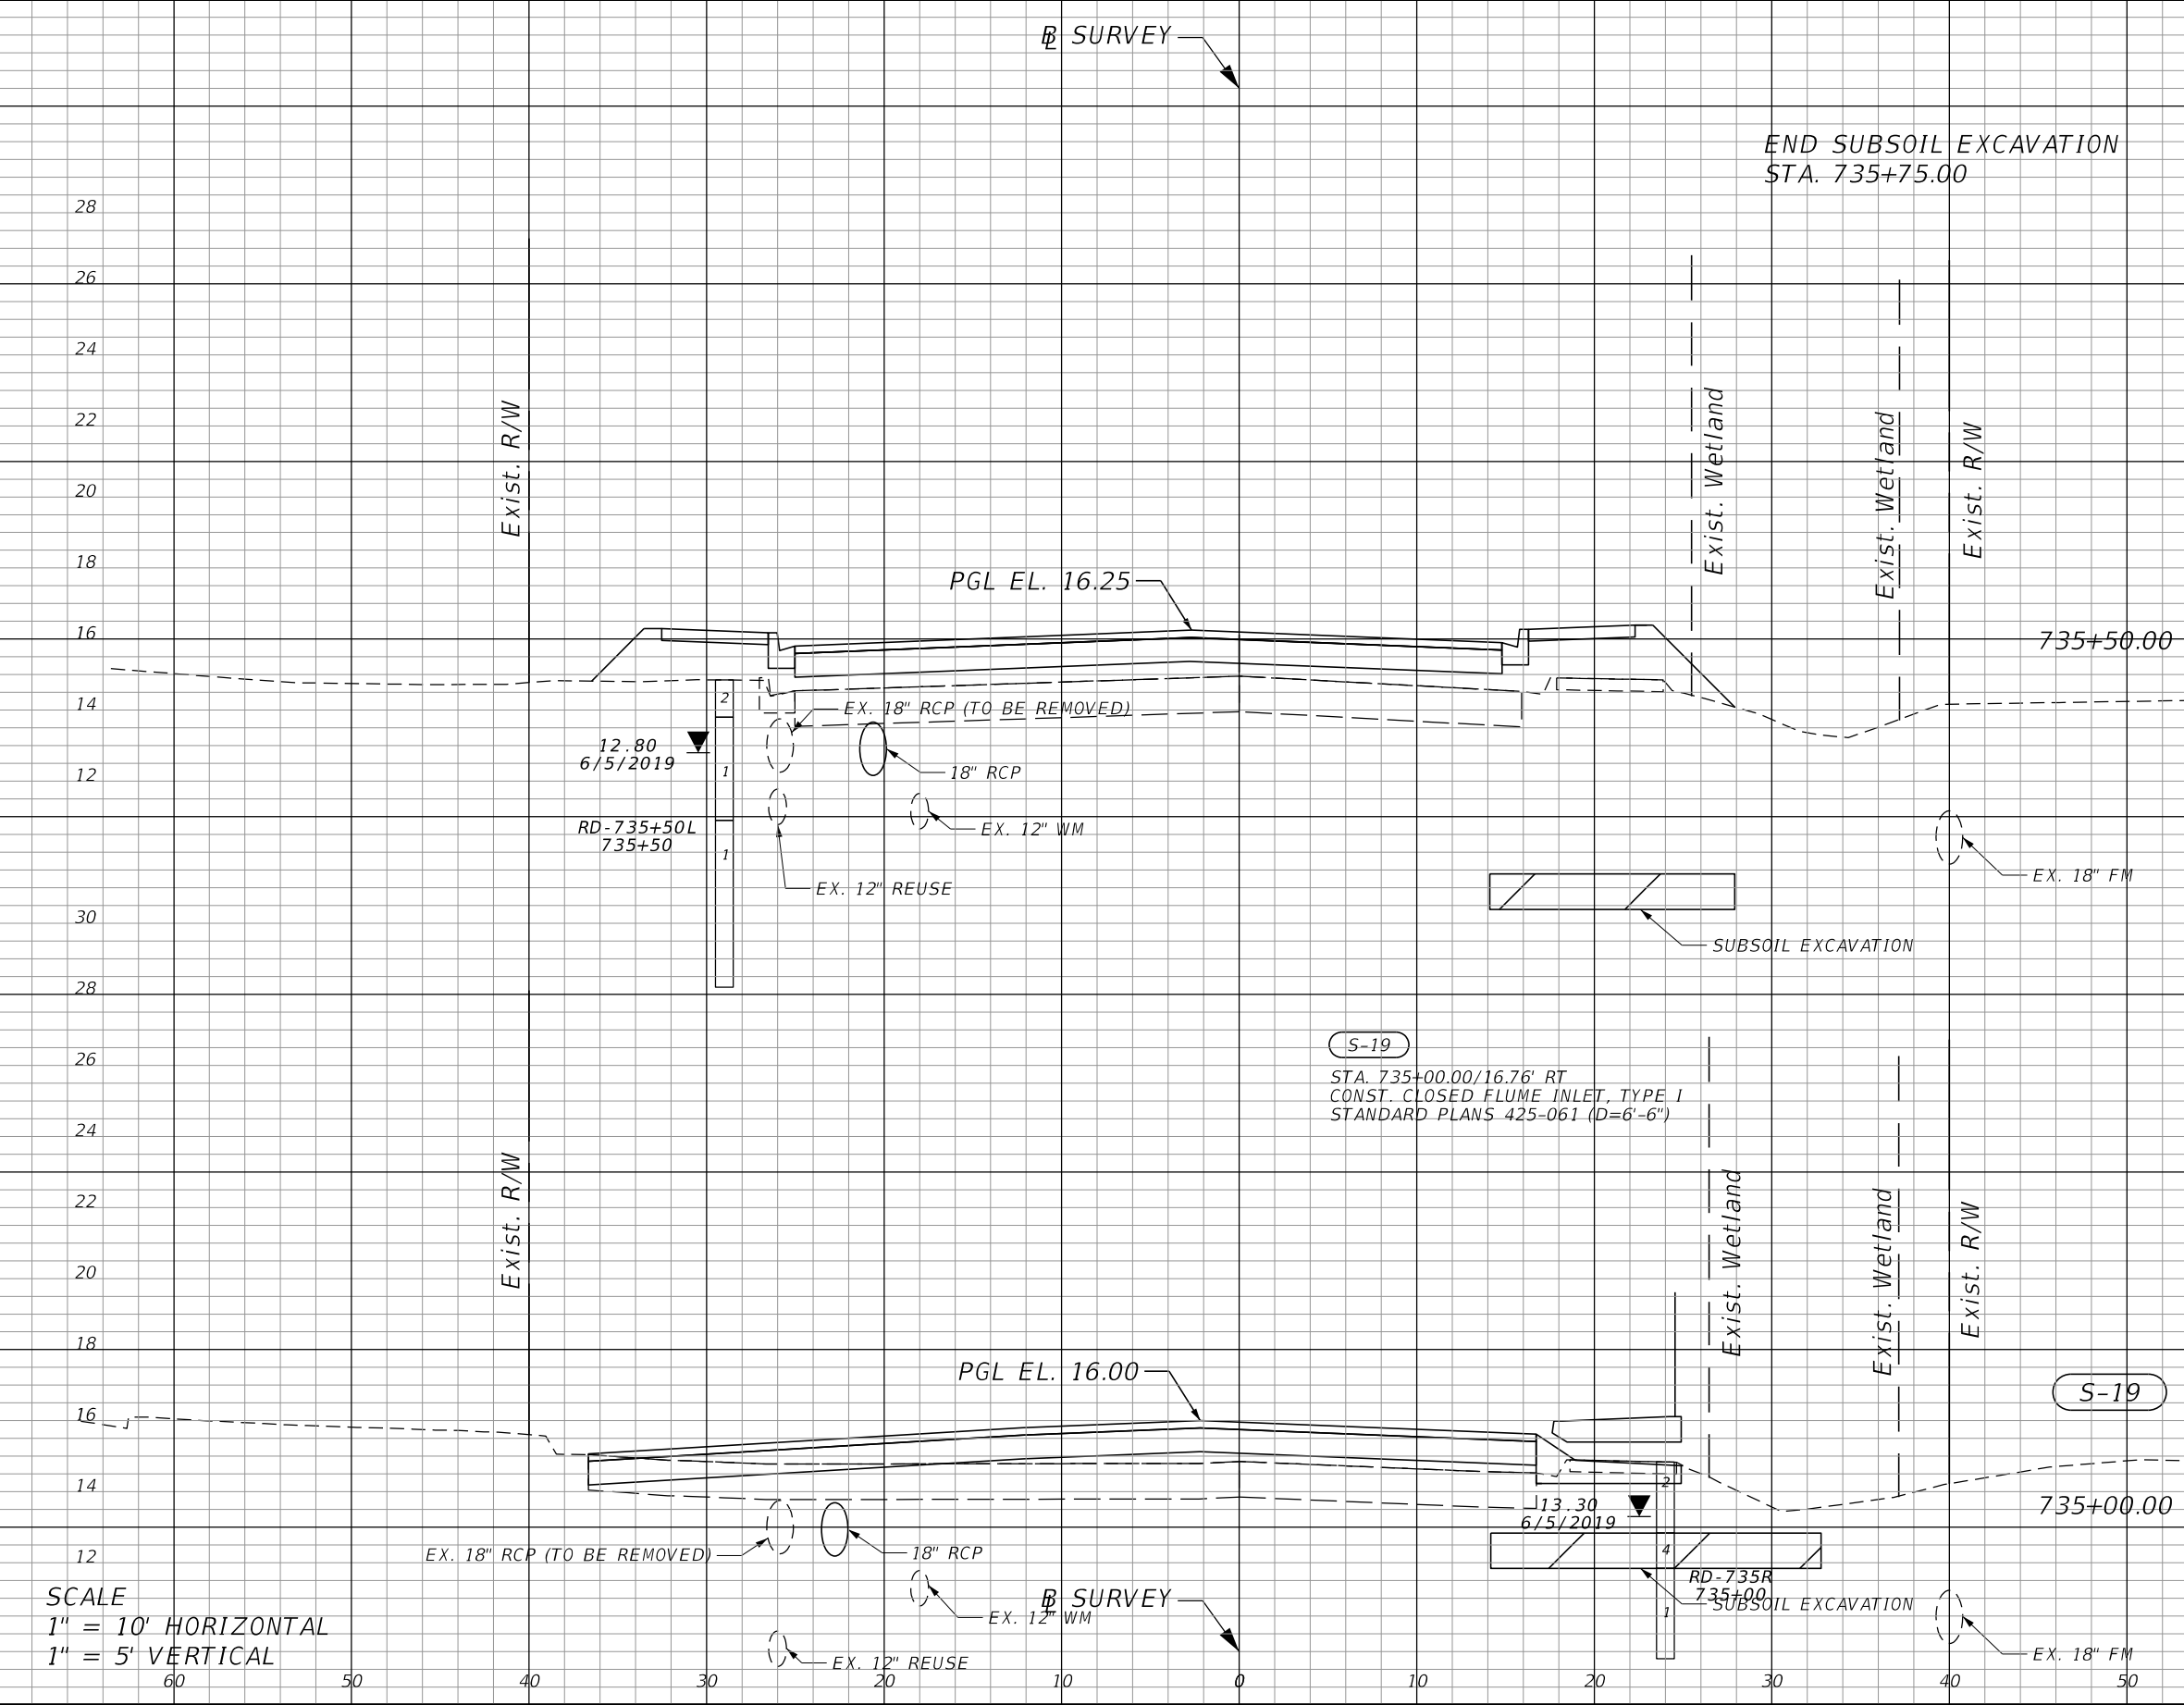 BL SURVEY
END SUBSOIL EXCAVATION
STA. 735+75.00
28
26
24
22
20
18
16
14
12
30
28
26
24
22
20
18
16
14
12
Exist. R/W
Exist. Wetland
Exist. Wetland
Exist. R/W
PGL EL. 16.25
735+50.00
2
1
1
EX. 18" RCP (TO BE REMOVED)
12.80
6/5/2019
18" RCP
RD-735+50L
735+50
EX. 12" WM
EX. 12" REUSE
EX. 18" FM
SUBSOIL EXCAVATION
S-19
STA. 735+00.00/16.76' RT
CONST. CLOSED FLUME INLET, TYPE I
STANDARD PLANS 425-061 (D=6'-6")
Exist. R/W
Exist. Wetland
Exist. Wetland
Exist. R/W
PGL EL. 16.00
S-19
735+00.00
2
4
1
13.30
6/5/2019
EX. 18" RCP (TO BE REMOVED)
18" RCP
RD-735R
735+00
SUBSOIL EXCAVATION
BL SURVEY
EX. 12" WM
EX. 12" REUSE
EX. 18" FM
SCALE
1" = 10' HORIZONTAL
1" = 5' VERTICAL
60 50 40 30 20 10 0 10 20 30 40 50